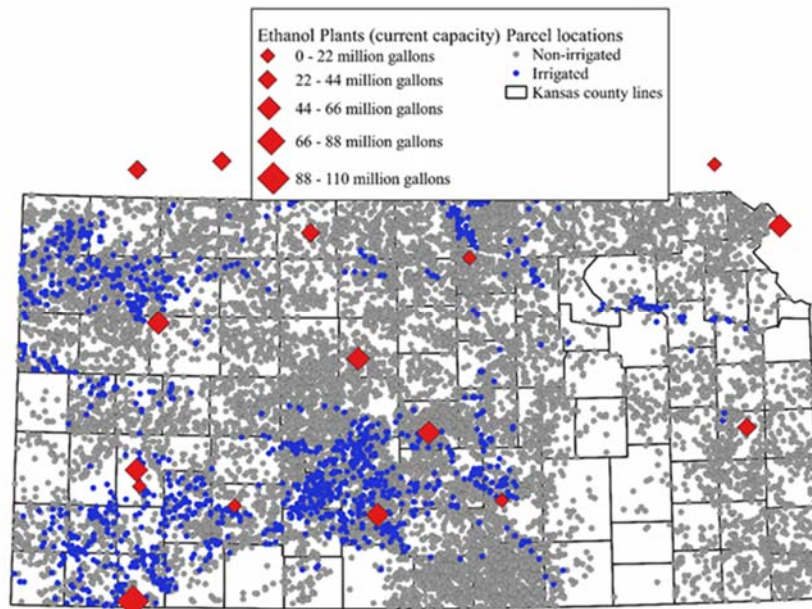 Ethanol Plants (current capacity)
0 - 22 million gallons
22 - 44 million gallons
44 - 66 million gallons
66 - 88 million gallons
88 - 110 million gallons
Parcel locations
Non-irrigated
Irrigated
Kansas county lines